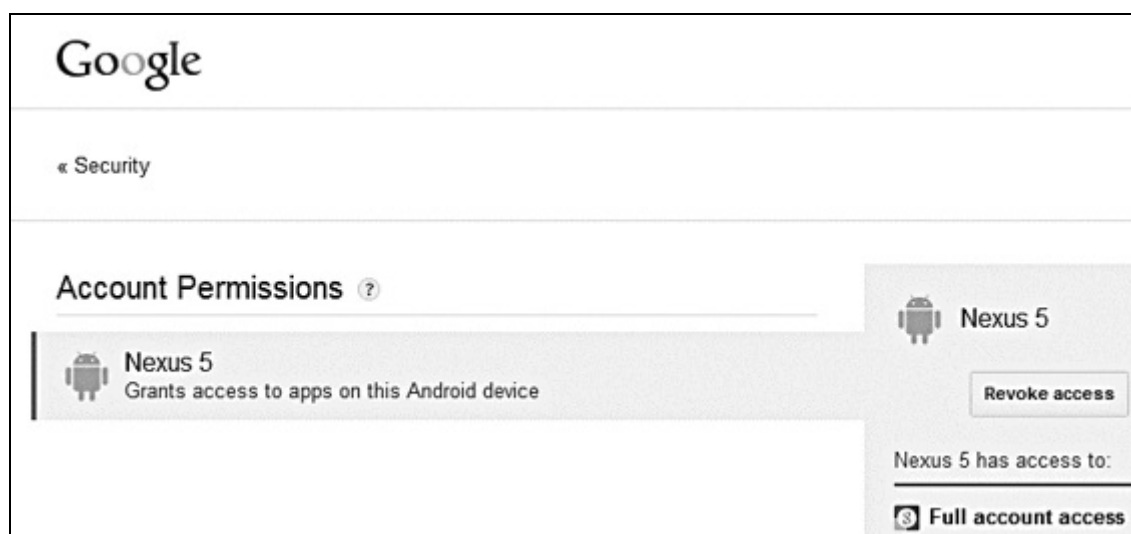 Google
« Security
Account Permissions ?
Nexus 5
Grants access to apps on this Android device
Nexus 5
Revoke access
Nexus 5 has access to:
8 Full account access